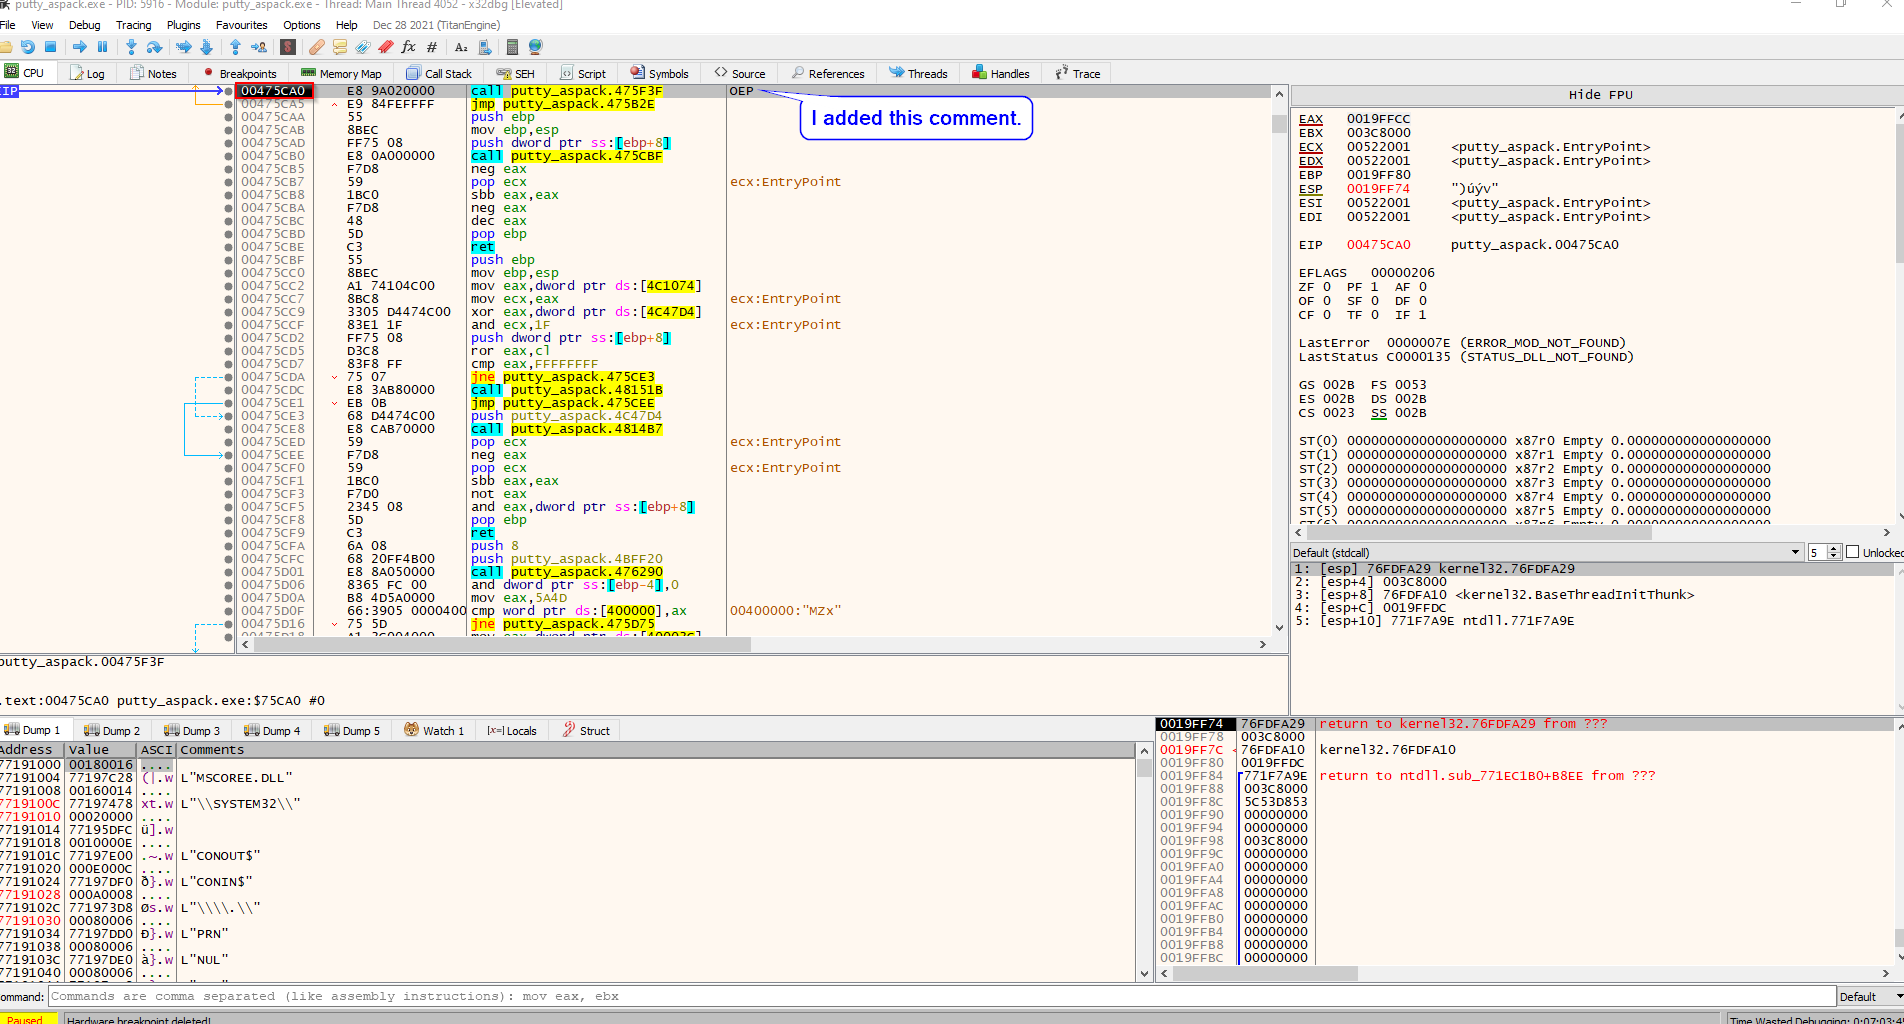 putty_aspack.exe - PID: 5916 - Module: putty_aspack.exe - Thread: Main Thread 4052 - x32dbg [Elevated]
File View Debug Tracing Plugins Favourites Options Help Dec 28 2021 (TitanEngine)
CPU Log Notes Breakpoints Memory Map Call Stack SEH Script Symbols Source References Threads Handles Trace
EIP 00475CA0 E8 9A020000 call putty_aspack.475F3F OEP
00475CA5 E9 84FEFFFF jmp putty_aspack.475B2E
I added this comment.
00475CAA 55 push ebp
00475CAB 8BEC mov ebp,esp
00475CAD FF75 08 push dword ptr ss:[ebp+8]
00475CB0 E8 0A000000 call putty_aspack.475CBF
00475CB5 F7D8 neg eax
00475CB7 59 pop ecx ecx:EntryPoint
00475CB8 1BC0 sbb eax,eax
00475CBA F7D8 neg eax
00475CBC 48 dec eax
00475CBD 5D pop ebp
00475CBE C3 ret
00475CBF 55 push ebp
00475CC0 8BEC mov ebp,esp
00475CC2 A1 74104C00 mov eax,dword ptr ds:[4C1074]
00475CC7 8BC8 mov ecx,eax ecx:EntryPoint
00475CC9 3305 D4474C00 xor eax,dword ptr ds:[4C47D4]
00475CCF 83E1 1F and ecx,1F ecx:EntryPoint
00475CD2 FF75 08 push dword ptr ss:[ebp+8]
00475CD5 D3C8 ror eax,cl
00475CD7 83F8 FF cmp eax,FFFFFFFF
00475CDA 75 07 jne putty_aspack.475CE3
00475CDC E8 3AB80000 call putty_aspack.48151B
00475CE1 EB 0B jmp putty_aspack.475CEE
00475CE3 68 D4474C00 push putty_aspack.4C47D4
00475CE8 E8 CAB70000 call putty_aspack.4814B7
00475CED 59 pop ecx ecx:EntryPoint
00475CEE F7D8 neg eax
00475CF0 59 pop ecx ecx:EntryPoint
00475CF1 1BC0 sbb eax,eax
00475CF3 F7D0 not eax
00475CF5 2345 08 and eax,dword ptr ss:[ebp+8]
00475CF8 5D pop ebp
00475CF9 C3 ret
00475CFA 6A 08 push 8
00475CFC 68 20FF4B00 push putty_aspack.4BFF20
00475D01 E8 8A050000 call putty_aspack.476290
00475D06 8365 FC 00 and dword ptr ss:[ebp-4],0
00475D0A B8 4D5A0000 mov eax,5A4D
00475D0F 66:3905 0000400 cmp word ptr ds:[400000],ax 00400000:"MZx"
00475D16 75 5D jne putty_aspack.475D75
00475D18 A1 3C004000 mov eax,dword ptr ds:[40003C]
Hide FPU
EAX 0019FFCC
EBX 003C8000
ECX 00522001 <putty_aspack.EntryPoint>
EDX 00522001 <putty_aspack.EntryPoint>
EBP 0019FF80
ESP 0019FF74 ")úýv"
ESI 00522001 <putty_aspack.EntryPoint>
EDI 00522001 <putty_aspack.EntryPoint>
EIP 00475CA0 putty_aspack.00475CA0
EFLAGS 00000206
ZF 0 PF 1 AF 0
OF 0 SF 0 DF 0
CF 0 TF 0 IF 1
LastError 0000007E (ERROR_MOD_NOT_FOUND)
LastStatus C0000135 (STATUS_DLL_NOT_FOUND)
GS 002B FS 0053
ES 002B DS 002B
CS 0023 SS 002B
ST(0) 00000000000000000000 x87r0 Empty 0.000000000000000000
ST(1) 00000000000000000000 x87r1 Empty 0.000000000000000000
ST(2) 00000000000000000000 x87r2 Empty 0.000000000000000000
ST(3) 00000000000000000000 x87r3 Empty 0.000000000000000000
ST(4) 00000000000000000000 x87r4 Empty 0.000000000000000000
ST(5) 00000000000000000000 x87r5 Empty 0.000000000000000000
ST(6) 00000000000000000000 x87r6 Empty 0.000000000000000000
Default (stdcall) 5 Unlocked
1: [esp] 76FDFA29 kernel32.76FDFA29
2: [esp+4] 003C8000
3: [esp+8] 76FDFA10 <kernel32.BaseThreadInitThunk>
4: [esp+C] 0019FFDC
5: [esp+10] 771F7A9E ntdll.771F7A9E
putty_aspack.00475F3F
.text:00475CA0 putty_aspack.exe:$75CA0 #0
Dump 1 Dump 2 Dump 3 Dump 4 Dump 5 Watch 1 [x=] Locals Struct
Address Value ASCI Comments
77191000 00180016 ....
77191004 77197C28 (|.w L"MSCOREE.DLL"
77191008 00160014 ....
7719100C 77197478 xt.w L"\\SYSTEM32\\"
77191010 00020000 ....
77191014 77195DFC ü].w
77191018 0010000E ....
7719101C 77197E00 .~.w L"CONOUT$"
77191020 000E000C ....
77191024 77197DF0 ð}.w L"CONIN$"
77191028 000A0008 ....
7719102C 771973D8 Øs.w L"\\\\.\\"
77191030 00080006 ....
77191034 77197DD0 Ð}.w L"PRN"
77191038 00080006 ....
7719103C 77197DE0 à}.w L"NUL"
77191040 00080006 ....
0019FF74 76FDFA29 return to kernel32.76FDFA29 from ???
0019FF78 003C8000
0019FF7C 76FDFA10 kernel32.76FDFA10
0019FF80 0019FFDC
0019FF84 771F7A9E return to ntdll.sub_771EC1B0+B8EE from ???
0019FF88 003C8000
0019FF8C 5C53D853
0019FF90 00000000
0019FF94 00000000
0019FF98 003C8000
0019FF9C 00000000
0019FFA0 00000000
0019FFA4 00000000
0019FFA8 00000000
0019FFAC 00000000
0019FFB0 00000000
0019FFB4 00000000
0019FFB8 00000000
0019FFBC 00000000
ommand: Commands are comma separated (like assembly instructions): mov eax, ebx Default
Paused Hardware breakpoint deleted! Time Wasted Debugging: 0:07:03:4